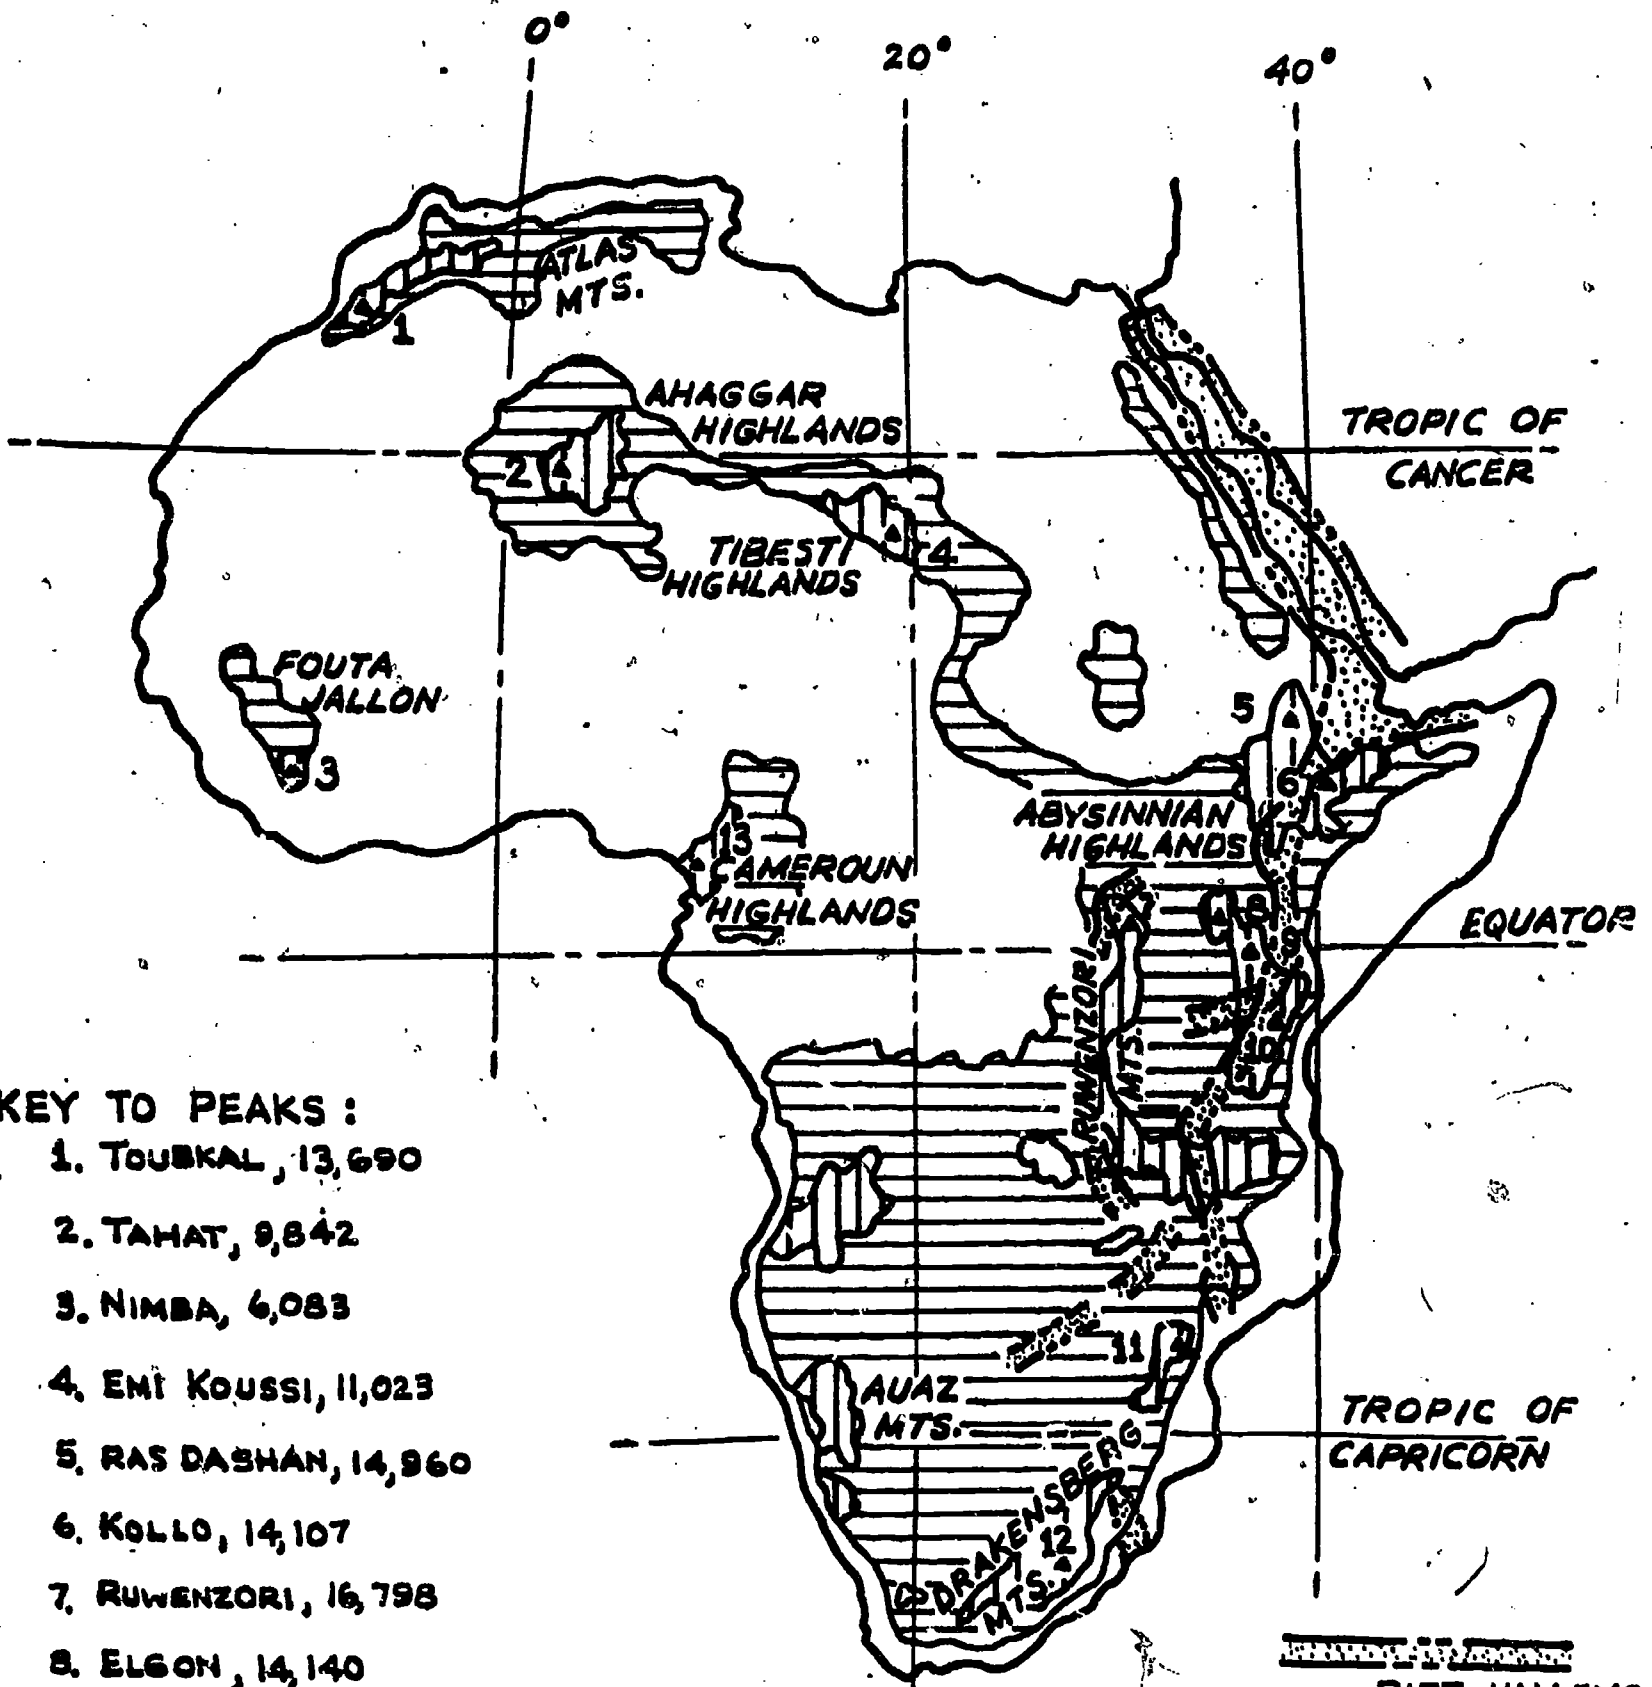 0°
20°
40°
ATLAS
MTS.
1
AHAGGAR
HIGHLANDS
TROPIC OF
CANCER
2
TIBESTI
HIGHLANDS
4
FOUTA
JALLON
3
5
6
ABYSINNIAN
HIGHLANDS
13
CAMEROUN
HIGHLANDS
8
9
EQUATOR
RUWENZORI
MTS.
10
KEY TO PEAKS :
1. TOUBKAL, 13,690
2. TAHAT, 9,842
3. NIMBA, 6,083
4. EMI KOUSSI, 11,023
5. RAS DASHAN, 14,960
6. KOLLO, 14,107
7. RUWENZORI, 16,798
8. ELGON, 14,140
11
AUAZ
MTS.
TROPIC OF
CAPRICORN
DRAKENSBERG
MTS.
12